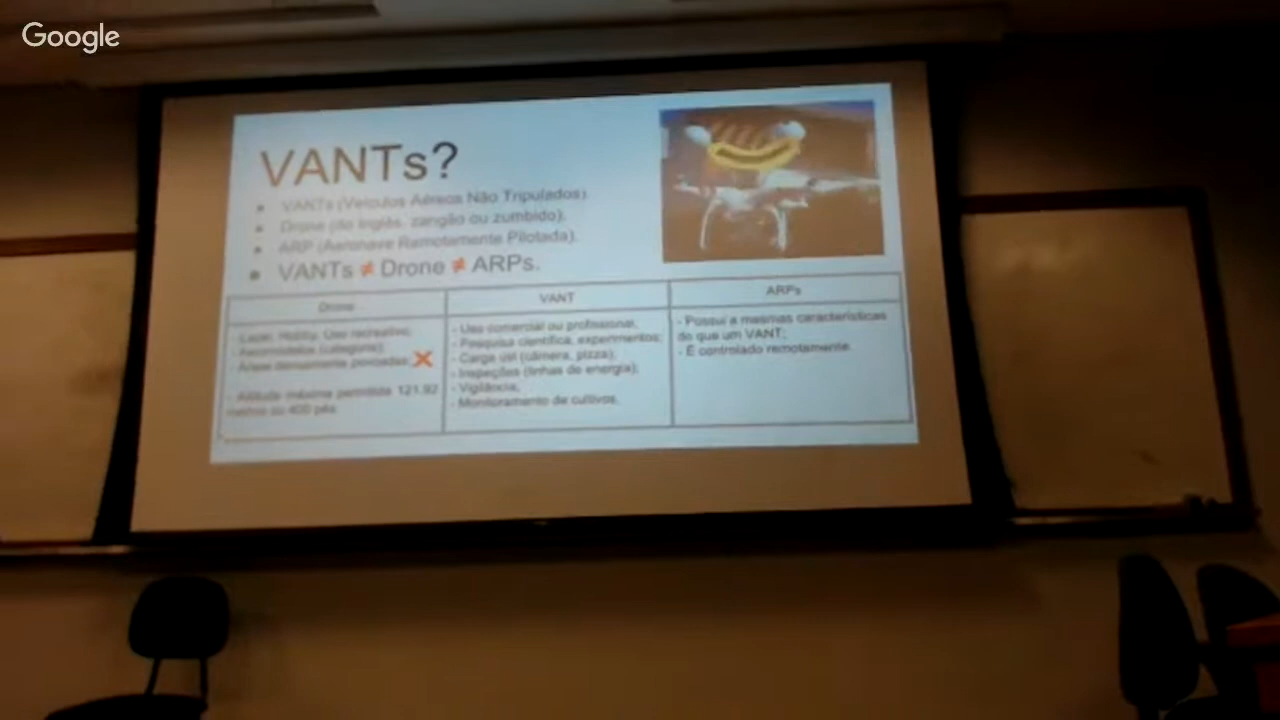 Google
VANTs?
VANTs (Veículos Aéreos Não Tripulados).
Drone (do inglês, zangão ou zumbido).
ARP (Aeronave Remotamente Pilotada).
VANTs ≠ Drone ≠ ARPs.
Drone
- Lazer, Hobby, Uso recreativo;
- Aeromodelos (categoria);
Áreas densamente povoadas;
- Altitude máxima permitida 121.92
metros ou 400 pés.
VANT
- Uso comercial ou profissional;
- Pesquisa científica, experimentos;
- Carga útil (câmera, pizza);
- Inspeções (linhas de energia);
- Vigilância;
- Monitoramento de cultivos.
ARPs
- Possui a mesmas características
do que um VANT;
- É controlado remotamente.